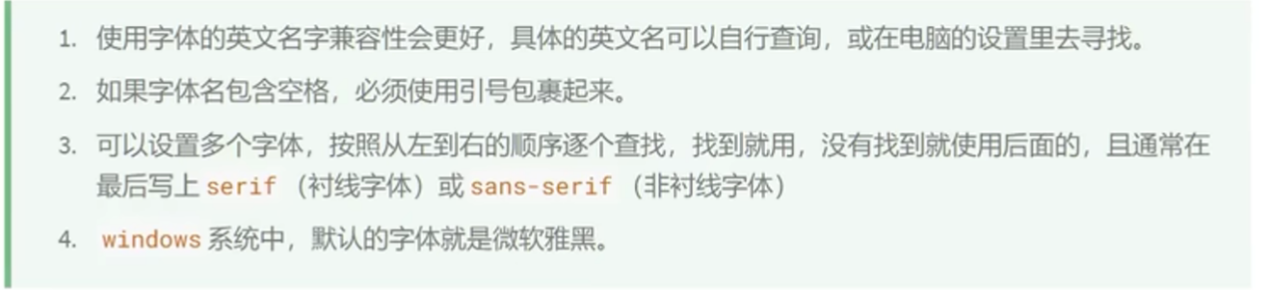 1. 使用字体的英文名字兼容性会更好，具体的英文名可以自行查询，或在电脑的设置里去寻找。
2. 如果字体名包含空格，必须使用引号包裹起来。
3. 可以设置多个字体，按照从左到右的顺序逐个查找，找到就用，没有找到就使用后面的，且通常在
最后写上 serif （衬线字体）或 sans-serif （非衬线字体）
4. windows 系统中，默认的字体就是微软雅黑。